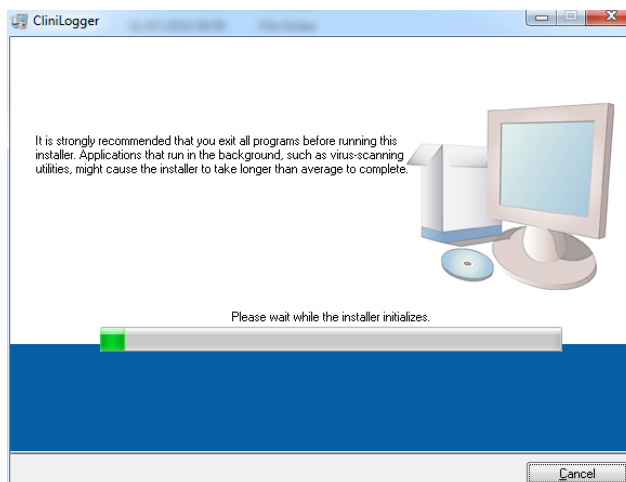 CliniLogger
It is strongly recommended that you exit all programs before running this
installer. Applications that run in the background, such as virus-scanning
utilities, might cause the installer to take longer than average to complete.
Please wait while the installer initializes.
Cancel